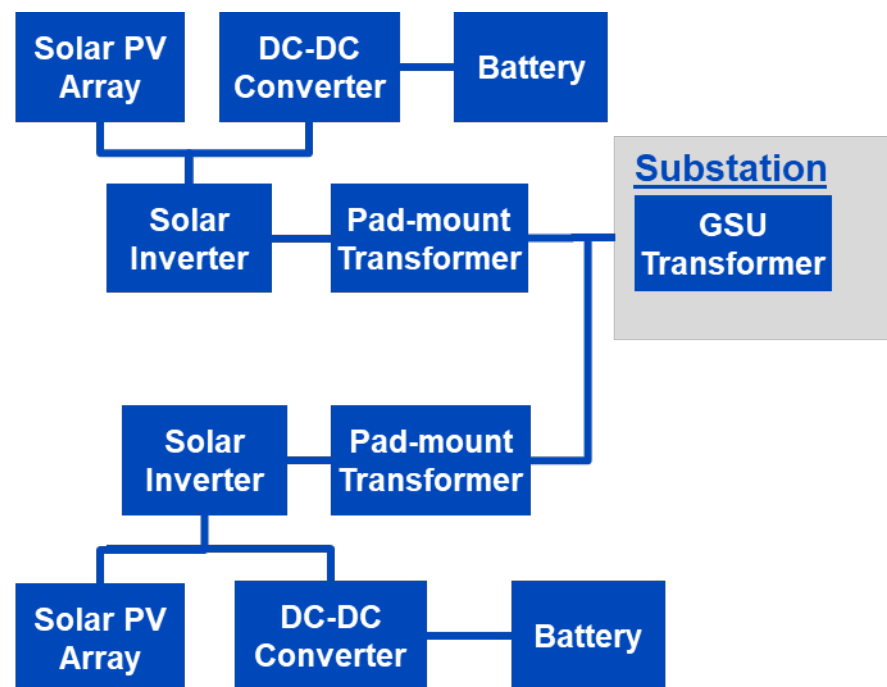 Solar PV
Array
DC-DC
Converter
Battery
Substation
GSU
Transformer
Solar
Inverter
Pad-mount
Transformer
Solar
Inverter
Pad-mount
Transformer
Solar PV
Array
DC-DC
Converter
Battery